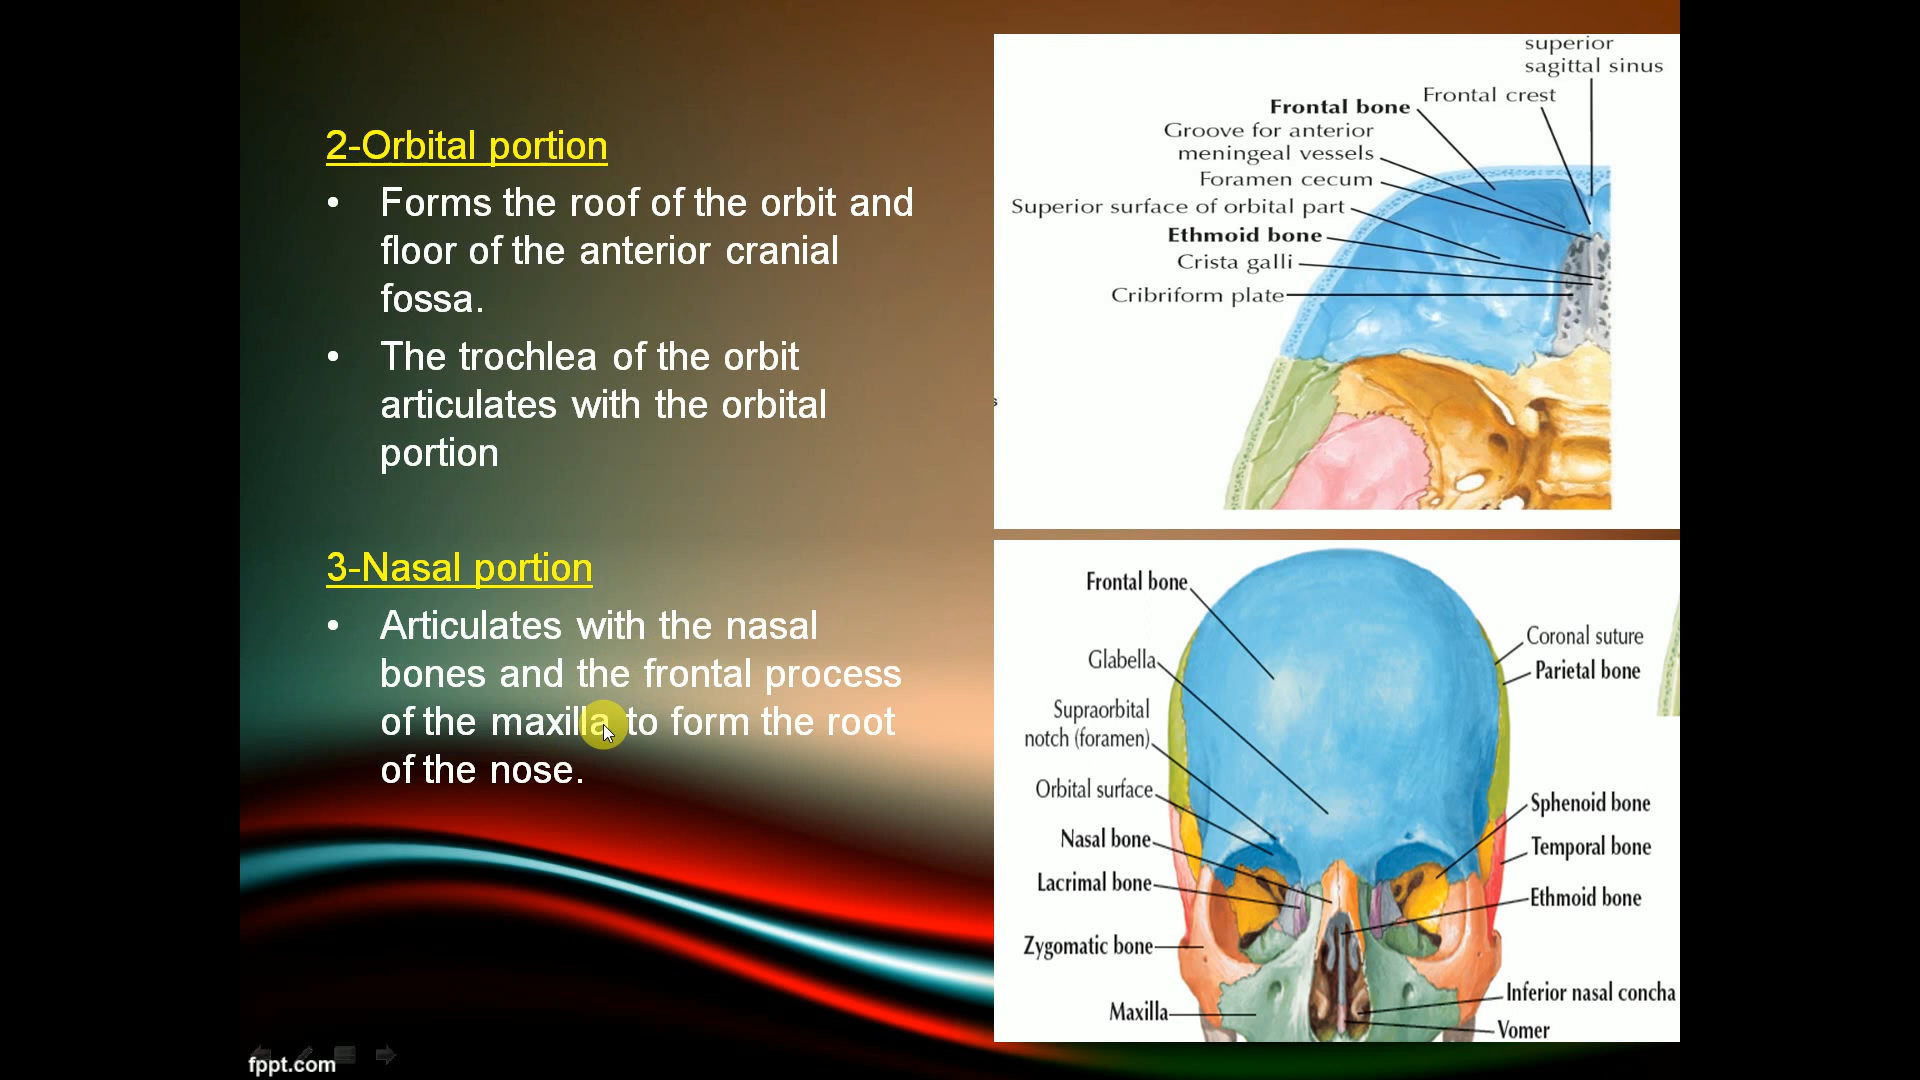 2-Orbital portion
• Forms the roof of the orbit and
floor of the anterior cranial
fossa.
• The trochlea of the orbit
articulates with the orbital
portion
3-Nasal portion
• Articulates with the nasal
bones and the frontal process
of the maxilla to form the root
of the nose.
superior
sagittal sinus
Frontal crest
Frontal bone
Groove for anterior
meningeal vessels
Foramen cecum
Superior surface of orbital part
Ethmoid bone
Crista galli
Cribriform plate
s
Frontal bone
Glabella
Supraorbital
notch (foramen)
Orbital surface
Nasal bone
Lacrimal bone
Zygomatic bone
Maxilla
Coronal suture
Parietal bone
Sphenoid bone
Temporal bone
Ethmoid bone
Inferior nasal concha
Vomer
fppt.com